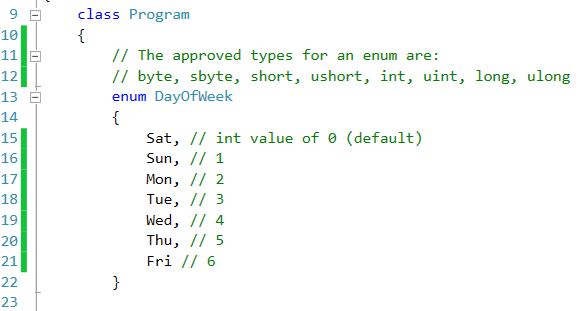 9 class Program
10 {
11 // The approved types for an enum are:
12 // byte, sbyte, short, ushort, int, uint, long, ulong
13 enum DayOfWeek
14 {
15 Sat, // int value of 0 (default)
16 Sun, // 1
17 Mon, // 2
18 Tue, // 3
19 Wed, // 4
20 Thu, // 5
21 Fri // 6
22 }
23